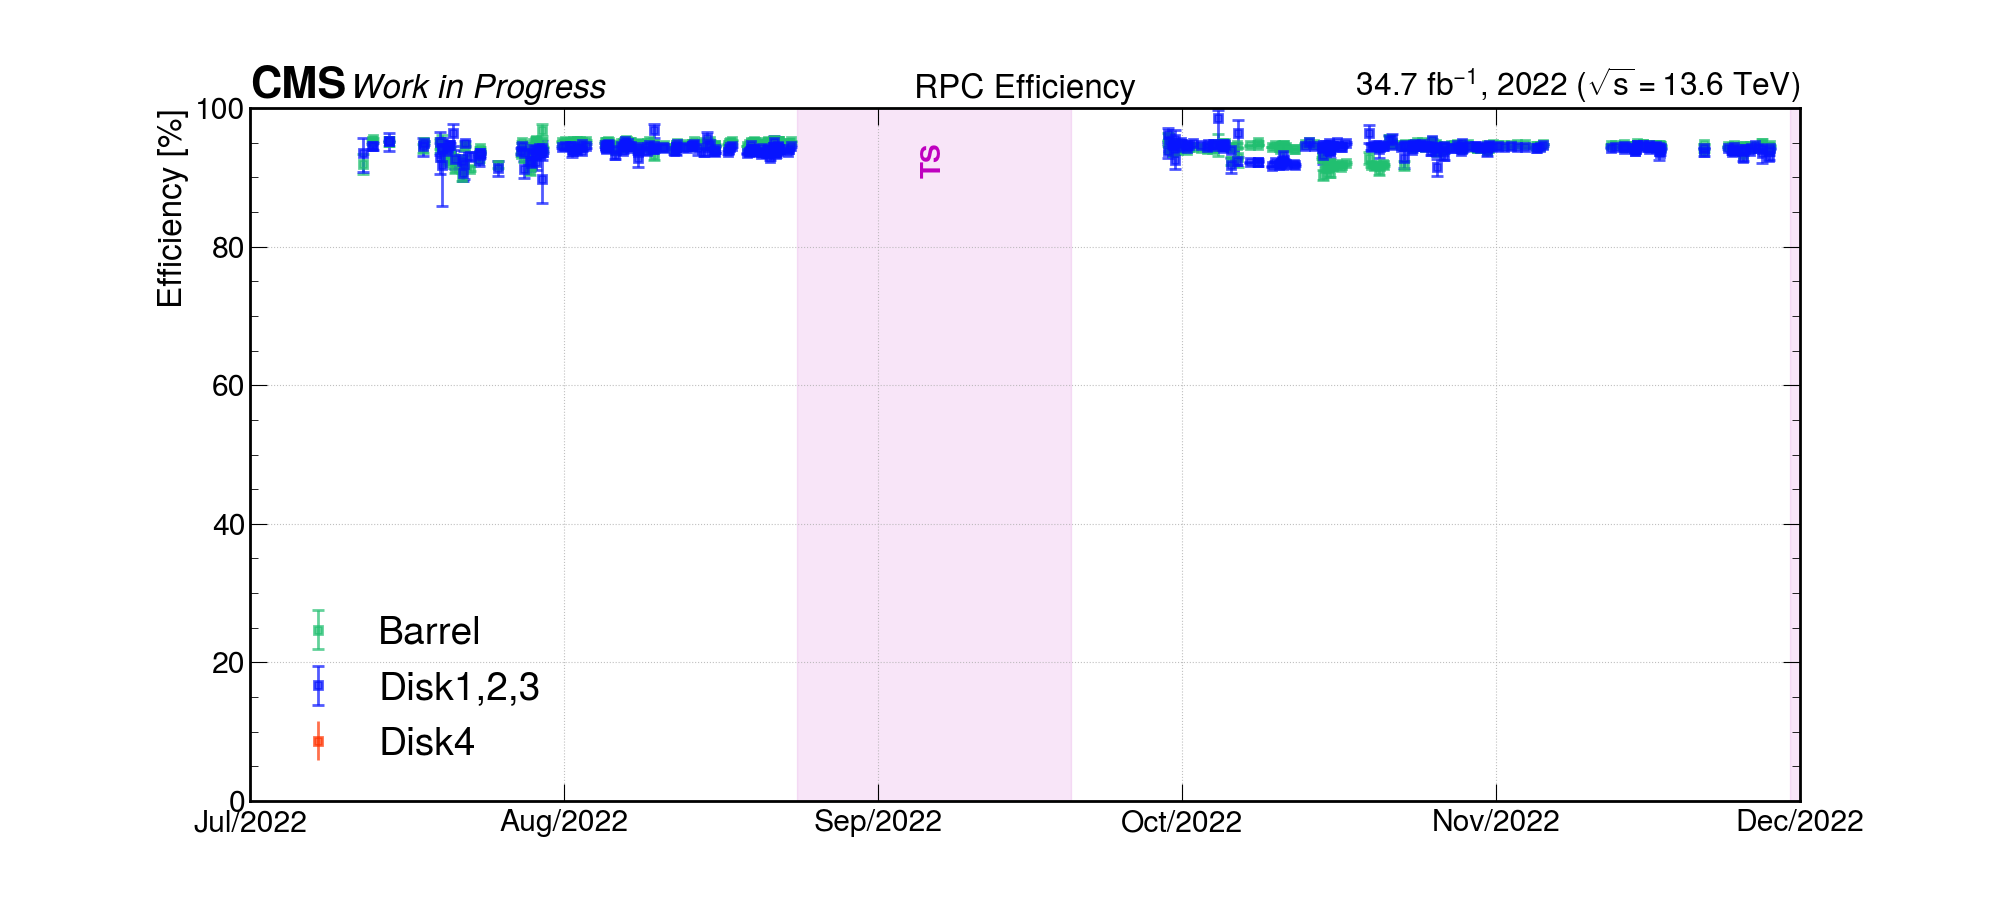 CMS Work in Progress RPC Efficiency 34.7 fb⁻¹, 2022 (√s = 13.6 TeV)
Efficiency [%]
100
80
60
40
20
0
TS
Barrel
Disk1,2,3
Disk4
Jul/2022 Aug/2022 Sep/2022 Oct/2022 Nov/2022 Dec/2022